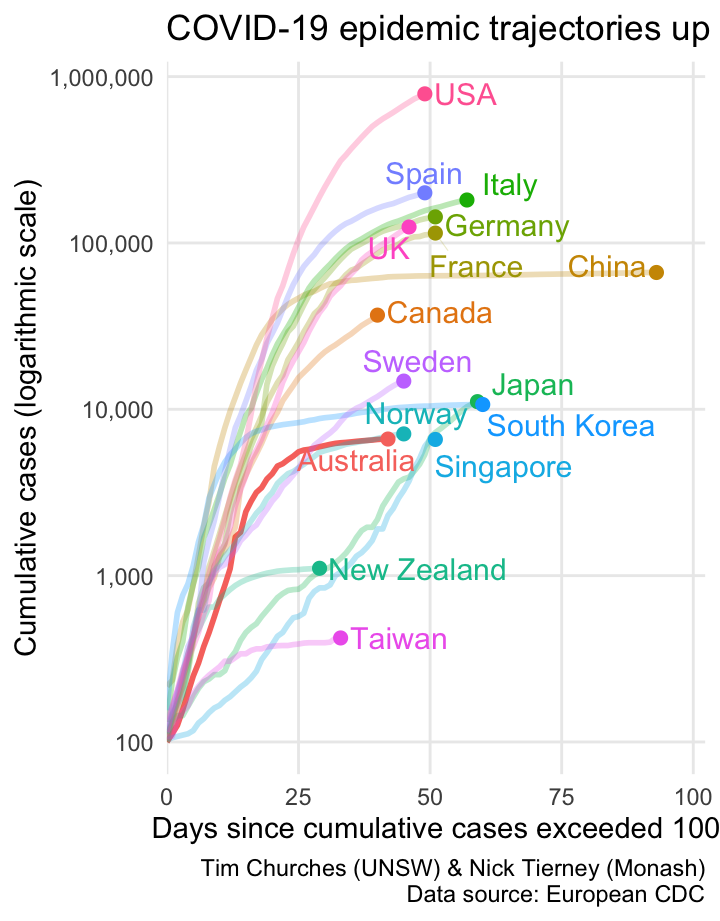 COVID-19 epidemic trajectories up
1,000,000
100,000
10,000
1,000
100
Cumulative cases (logarithmic scale)
USA
Spain
Italy
Germany
UK
France
China
Canada
Sweden
Japan
Norway
South Korea
Australia
Singapore
New Zealand
Taiwan
0 25 50 75 100
Days since cumulative cases exceeded 100
Tim Churches (UNSW) & Nick Tierney (Monash)
Data source: European CDC